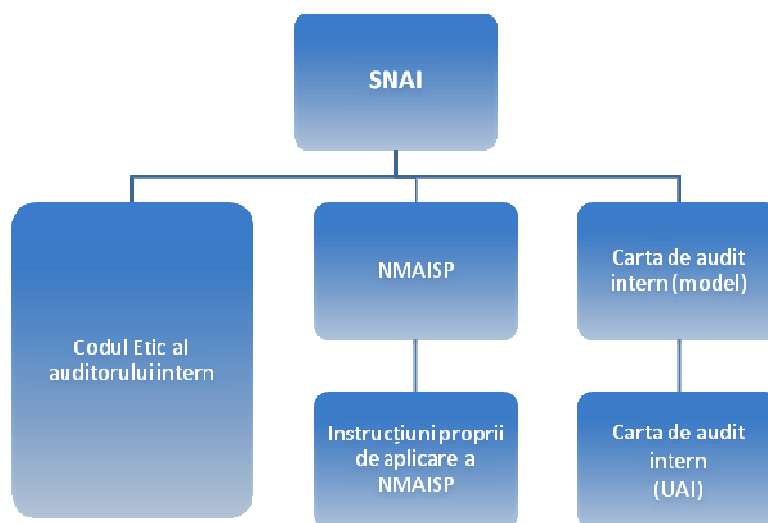 SNAI
Codul Etic al
auditorului intern
NMAISP
Carta de audit
intern (model)
Instrucțiuni proprii
de aplicare a
NMAISP
Carta de audit
intern
(UAI)